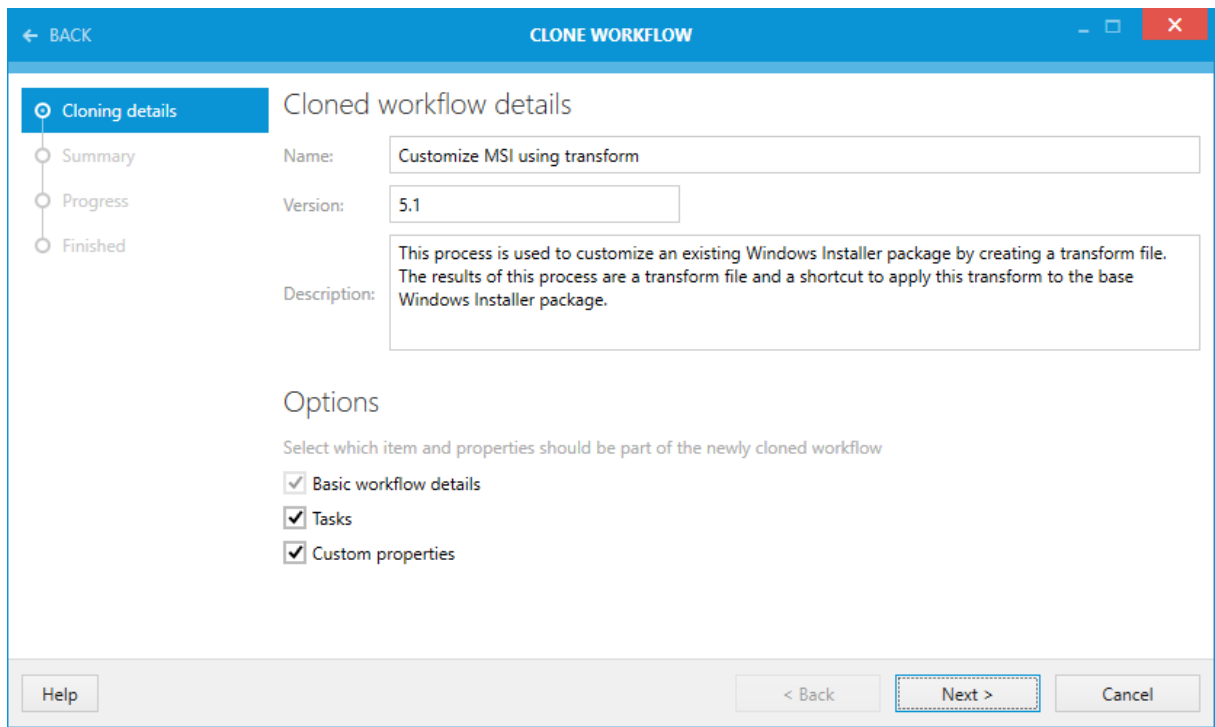 ← BACK
CLONE WORKFLOW
Cloning details
Summary
Progress
Finished
Cloned workflow details
Name:
Customize MSI using transform
Version:
5.1
Description:
This process is used to customize an existing Windows Installer package by creating a transform file.
The results of this process are a transform file and a shortcut to apply this transform to the base
Windows Installer package.
Options
Select which item and properties should be part of the newly cloned workflow
Basic workflow details
Tasks
Custom properties
Help
< Back
Next >
Cancel